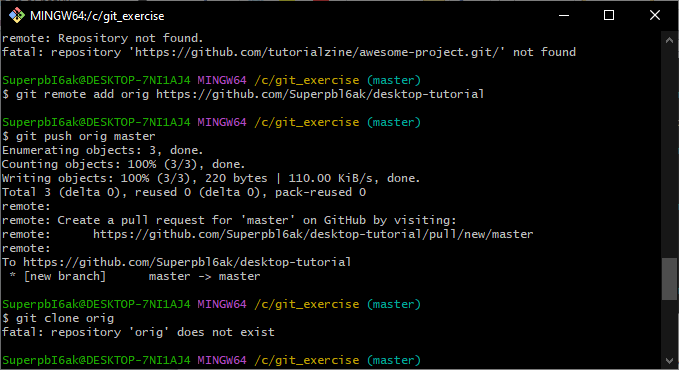 MINGW64:/c/git_exercise
remote: Repository not found.
fatal: repository 'https://github.com/tutorialzine/awesome-project.git/' not found
SuperpbI6ak@DESKTOP-7NI1AJ4 MINGW64 /c/git_exercise (master)
$ git remote add orig https://github.com/Superpbl6ak/desktop-tutorial
SuperpbI6ak@DESKTOP-7NI1AJ4 MINGW64 /c/git_exercise (master)
$ git push orig master
Enumerating objects: 3, done.
Counting objects: 100% (3/3), done.
Writing objects: 100% (3/3), 220 bytes | 110.00 KiB/s, done.
Total 3 (delta 0), reused 0 (delta 0), pack-reused 0
remote:
remote: Create a pull request for 'master' on GitHub by visiting:
remote:      https://github.com/Superpbl6ak/desktop-tutorial/pull/new/master
remote:
To https://github.com/Superpbl6ak/desktop-tutorial
 * [new branch]      master -> master
SuperpbI6ak@DESKTOP-7NI1AJ4 MINGW64 /c/git_exercise (master)
$ git clone orig
fatal: repository 'orig' does not exist
SuperpbI6ak@DESKTOP-7NI1AJ4 MINGW64 /c/git_exercise (master)